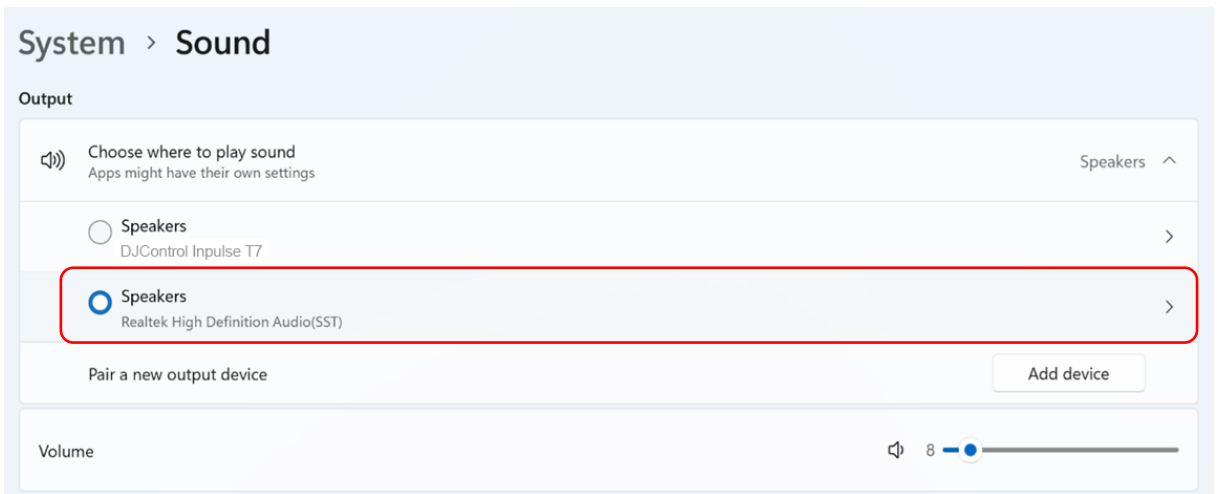 System > Sound
Output
Choose where to play sound
Apps might have their own settings
Speakers
Speakers
DJControl Inpulse T7
Speakers
Realtek High Definition Audio(SST)
Pair a new output device
Add device
Volume
8